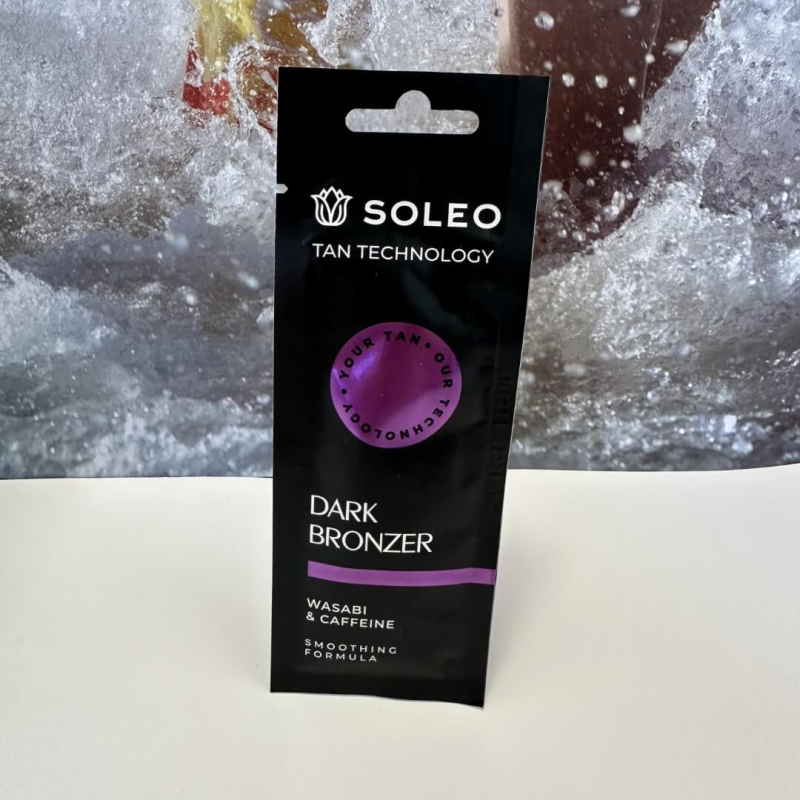 SOLEO
TAN TECHNOLOGY
YOUR TAN • OUR TECHNOLOGY •
DARK
BRONZER
WASABI
& CAFFEINE
SMOOTHING
FORMULA